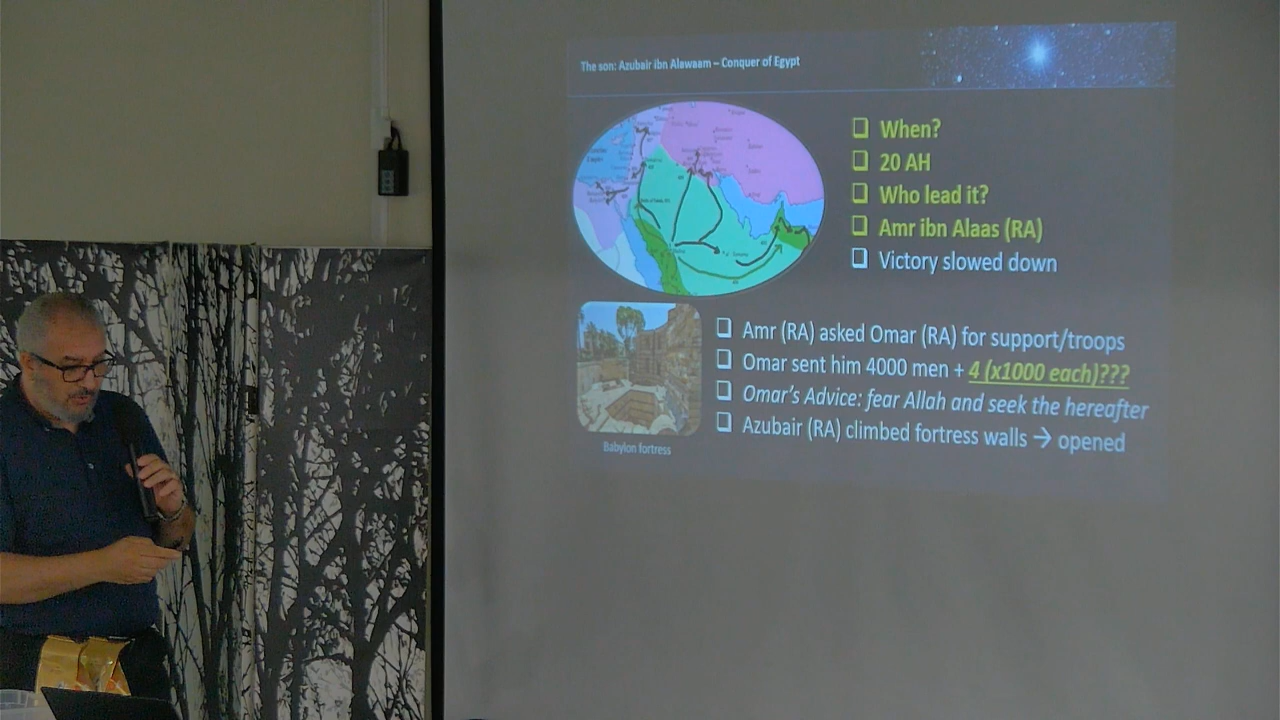 The son: Azubair ibn Alawaam – Conquer of Egypt
❑ When?
❑ 20 AH
❑ Who lead it?
❑ Amr ibn Alaas (RA)
❑ Victory slowed down
❑ Amr (RA) asked Omar (RA) for support/troops
❑ Omar sent him 4000 men + 4 (x1000 each)???
❑ Omar's Advice: fear Allah and seek the hereafter
❑ Azubair (RA) climbed fortress walls → opened
Babylon fortress